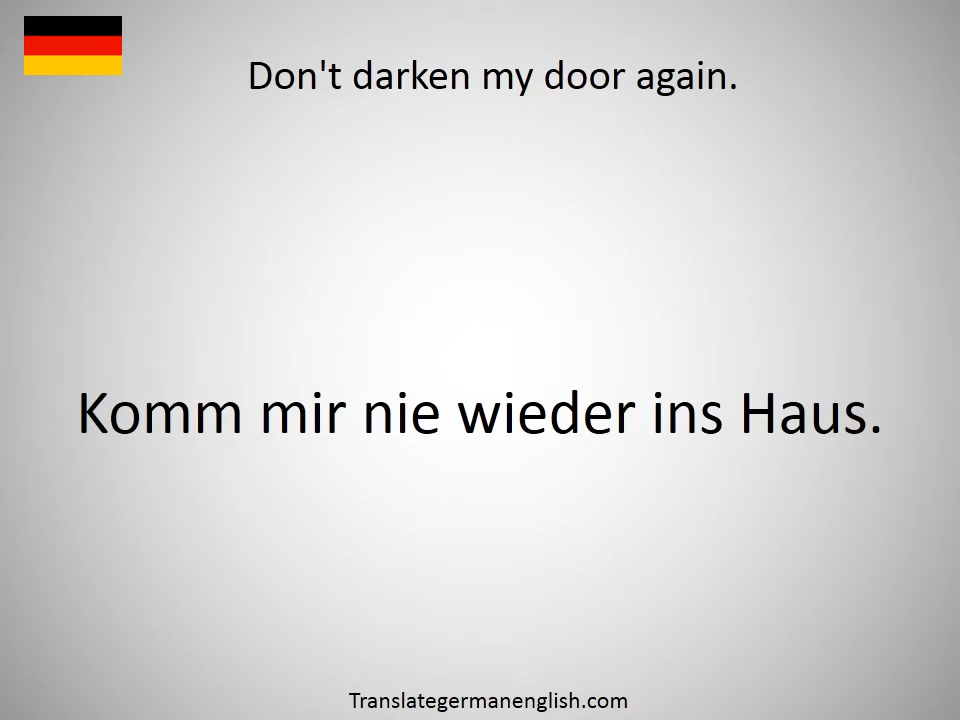 Don't darken my door again.
Komm mir nie wieder ins Haus.
Translategermanenglish.com